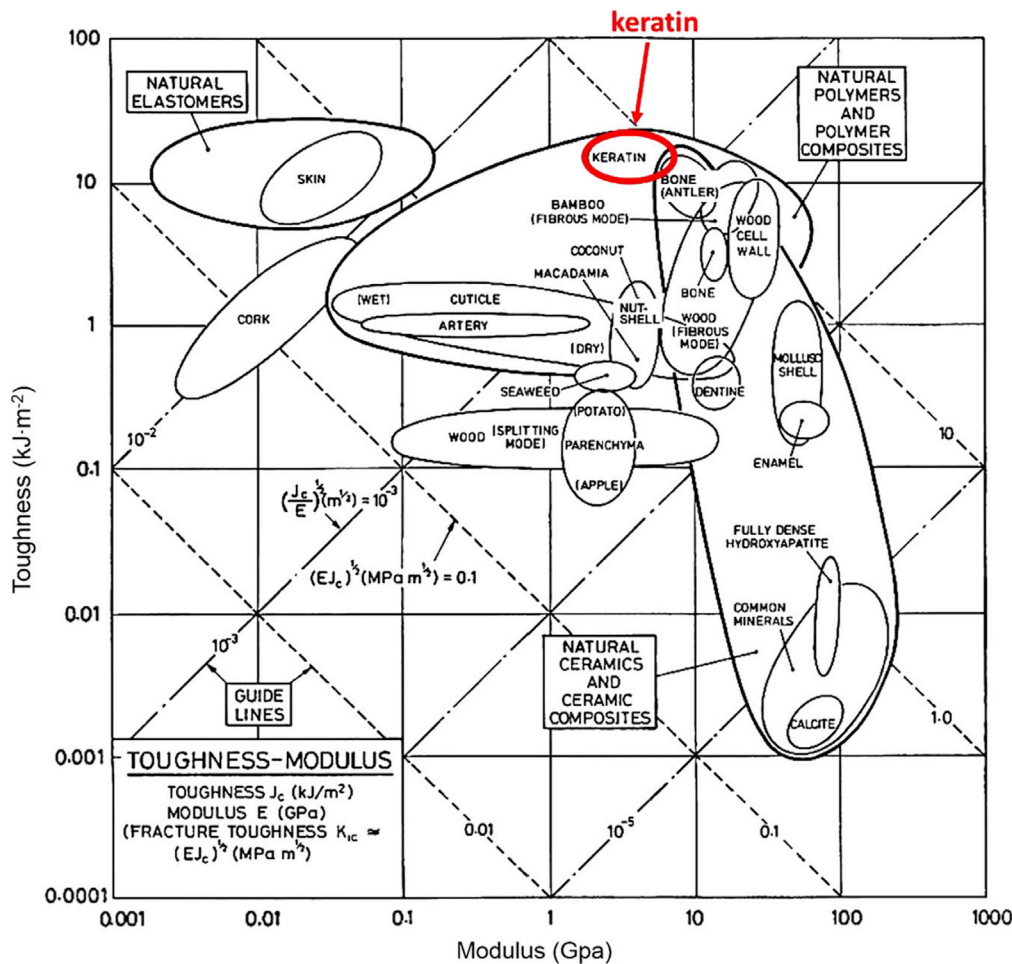 keratin
100
10
1
0.1
0.01
0.001
0.0001
Toughness (kJ·m⁻²)
NATURAL
ELASTOMERS
SKIN
KERATIN
BONE
(ANTLER)
NATURAL
POLYMERS
AND
POLYMER
COMPOSITES
BAMBOO
(FIBROUS MODE)
WOOD
CELL
WALL
COCONUT
MACADAMIA
BONE
CORK
(WET)
CUTICLE
ARTERY
(DRY)
NUT-
SHELL
WOOD
(FIBROUS
MODE)
MOLLUSC
SHELL
SEAWEED
DENTINE
WOOD (SPLITTING
MODE)
(POTATO)
PARENCHYMA
(APPLE)
ENAMEL
10⁻²
10
(Jc/E)^½ (m^½) = 10⁻³
(EJc)^½ (MPa m^½) = 0.1
FULLY DENSE
HYDROXYAPATITE
COMMON
MINERALS
10⁻³
GUIDE
LINES
NATURAL
CERAMICS
AND
CERAMIC
COMPOSITES
CALCITE
1.0
TOUGHNESS-MODULUS
TOUGHNESS Jc (kJ/m²)
MODULUS E (GPa)
(FRACTURE TOUGHNESS KIC ≈
(EJc)^½ (MPa m^½)
0.01
10⁻⁵
0.1
0.001
0.01
0.1
1
10
100
1000
Modulus (Gpa)